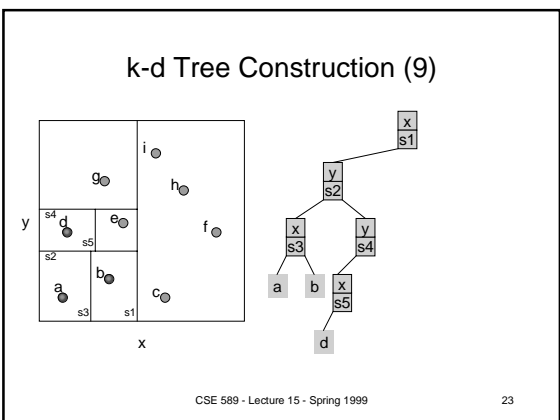 k-d Tree Construction (9)
x
s1
i
y
s2
g
h
s4
d
e
f
y
s5
x
s3
y
s4
s2
b
a
c
a
b
x
s5
s3
s1
x
d
CSE 589 - Lecture 15 - Spring 1999
23